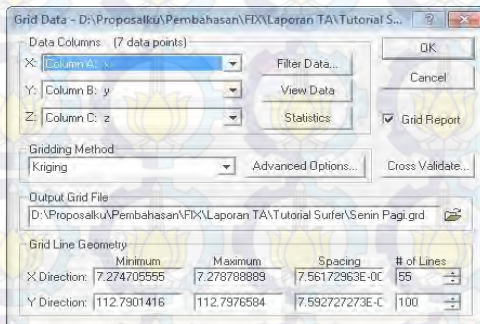 Grid Data - D:\Proposalku\Pembahasan\FIX\Laporan TA\Tutorial S...
Data Columns (7 data points)
X: Column A: x
Y: Column B: y
Z: Column C: z
Filter Data...
View Data
Statistics
OK
Cancel
Grid Report
Gridding Method
Kriging
Advanced Options...
Cross Validate...
Output Grid File
D:\Proposalku\Pembahasan\FIX\Laporan TA\Tutorial Surfer\Senin Pagi.grd
Grid Line Geometry
Minimum Maximum Spacing # of Lines
X Direction: 7.274705555 7.278788889 7.56172963E-0 55
Y Direction: 112.7901416 112.7976584 7.592727273E-C 100